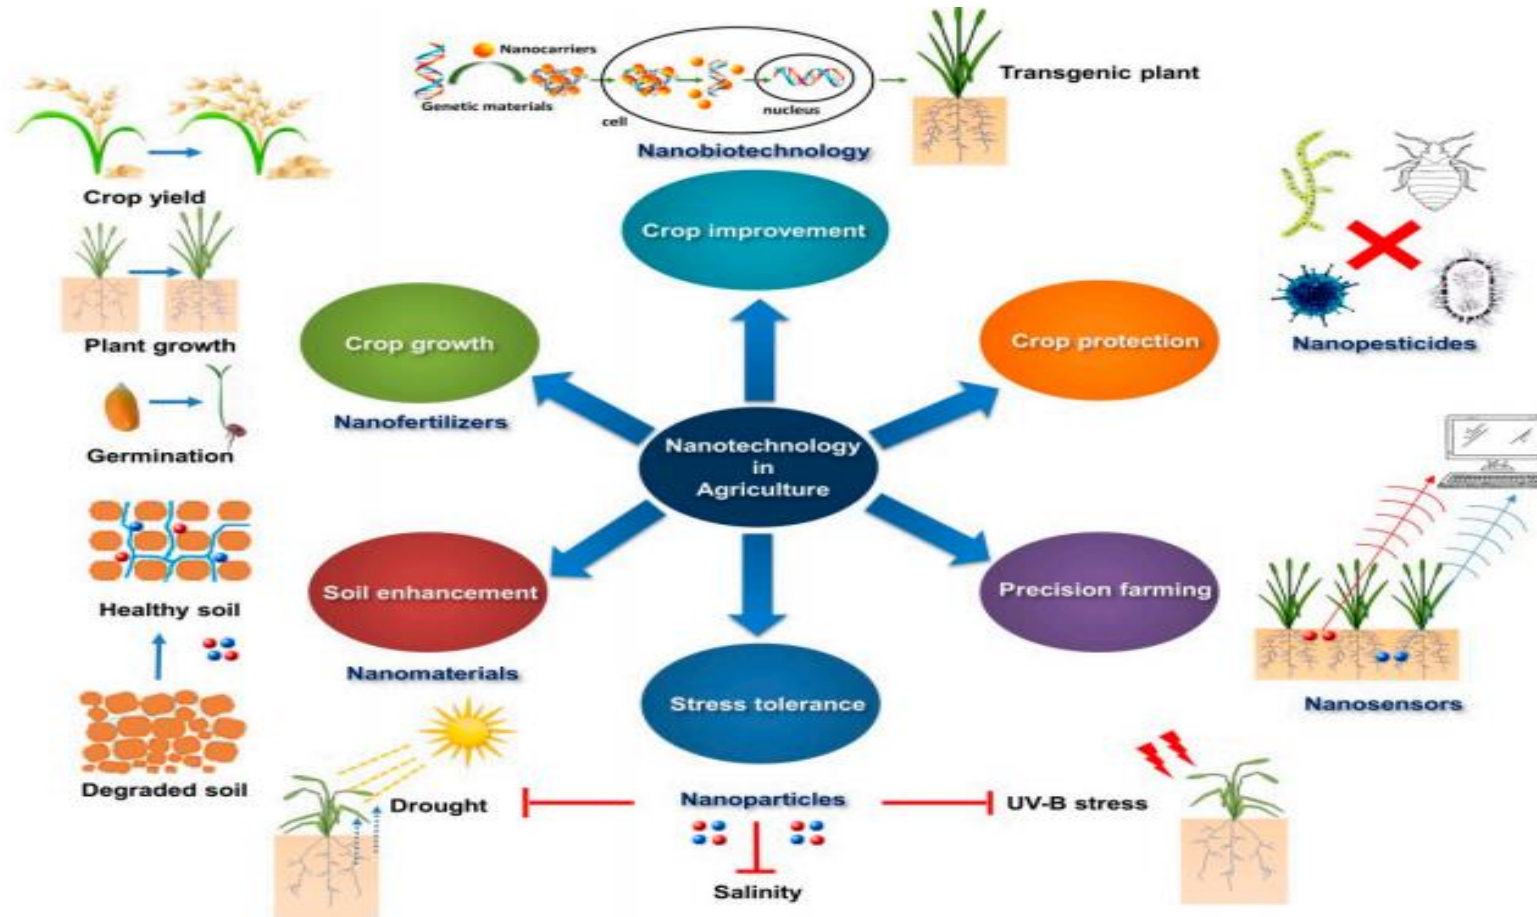 Nanocarriers
Genetic materials
cell
nucleus
Transgenic plant
Nanobiotechnology
Crop improvement
Crop yield
Plant growth
Germination
Crop growth
Nanofertilizers
Crop protection
Nanopesticides
Nanotechnology
in
Agriculture
Healthy soil
Degraded soil
Soil enhancement
Nanomaterials
Precision farming
Nanosensors
Stress tolerance
Drought
Nanoparticles
UV-B stress
Salinity